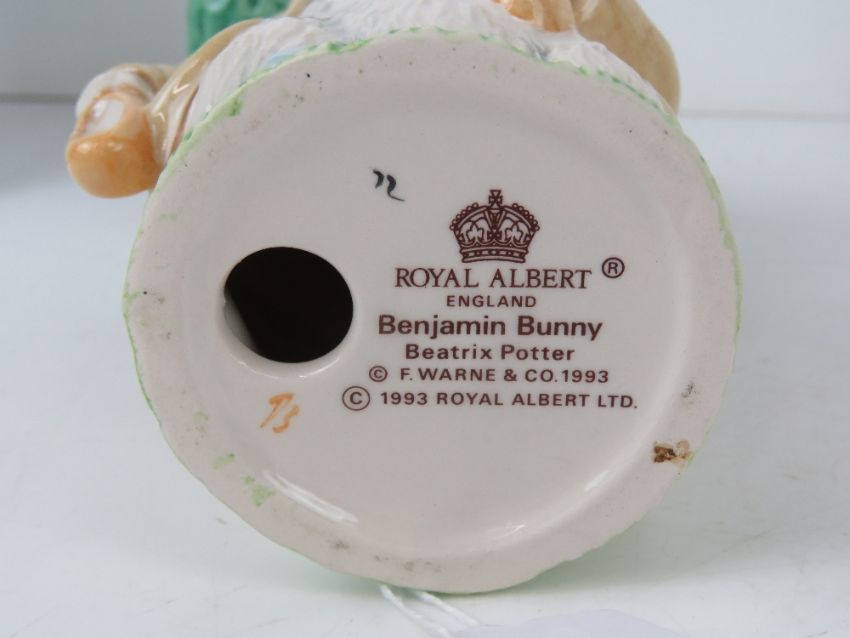 ROYAL ALBERT ®
ENGLAND
Benjamin Bunny
Beatrix Potter
© F. WARNE & CO. 1993
© 1993 ROYAL ALBERT LTD.